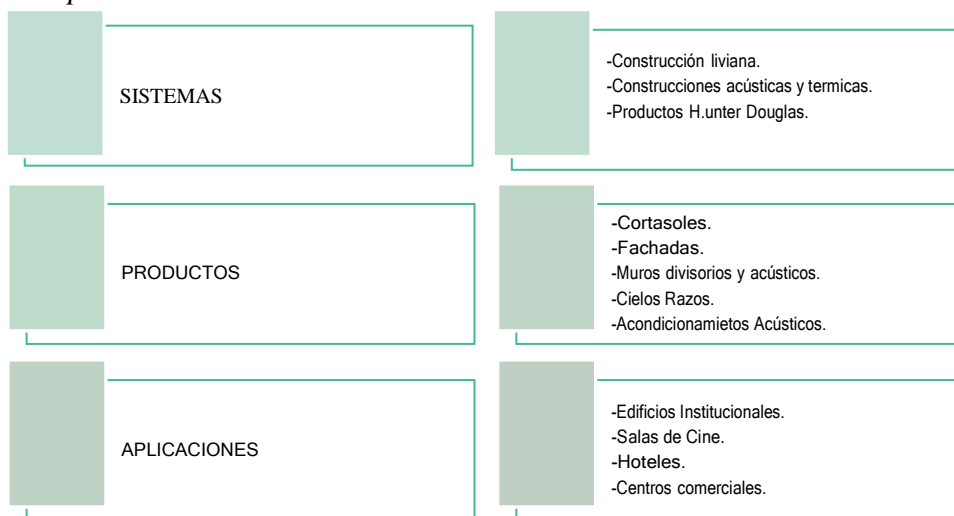 SISTEMAS
-Construcción liviana.
-Construcciones acústicas y termicas.
-Productos H.unter Douglas.
PRODUCTOS
-Cortasoles.
-Fachadas.
-Muros divisorios y acústicos.
-Cielos Razos.
-Acondicionamietos Acústicos.
APLICACIONES
-Edificios Institucionales.
-Salas de Cine.
-Hoteles.
-Centros comerciales.